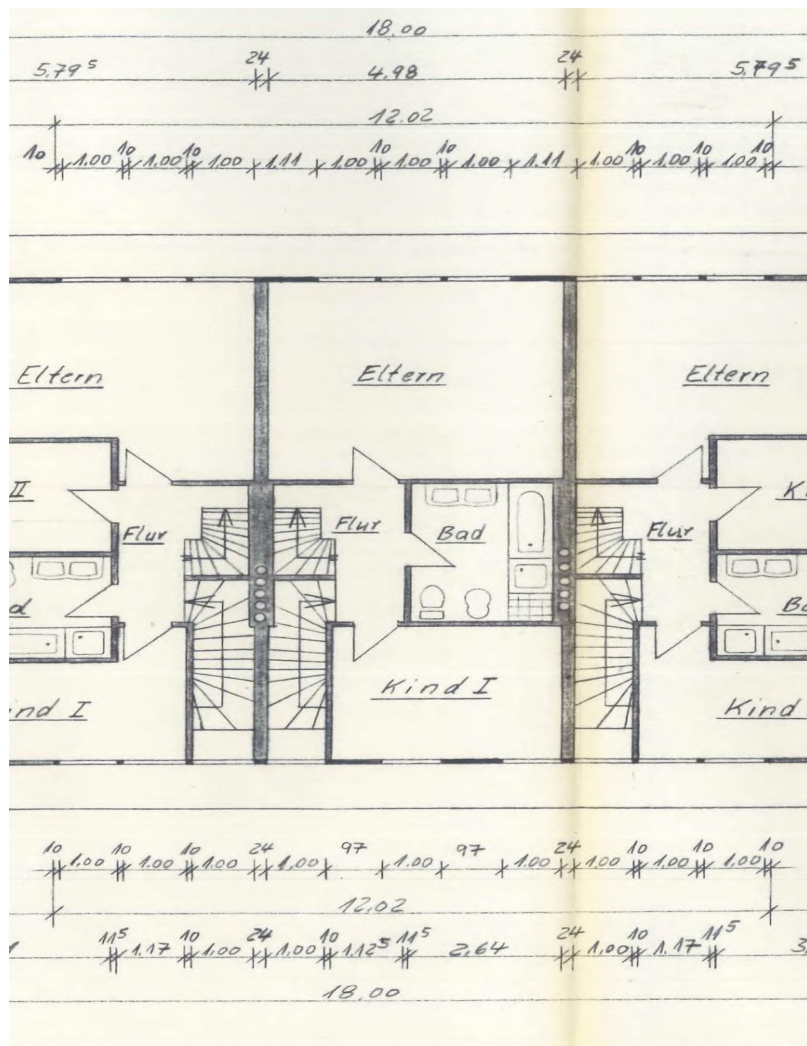 18.00
5.79⁵ 24 4.98 24 5.79⁵
12.02
10 1.00 10 1.00 10 1.00 1.11 1.00 10 1.00 10 1.00 1.11 1.00 10 1.00 10 1.00 10
Eltern Eltern Eltern
II Flur Flur Bad Flur
Kind I
ind I Kind
10 1.00 10 1.00 10 1.00 24 1.00 97 1.00 97 1.00 24 1.00 10 1.00 10 1.00 10
12.02
11⁵ 1.17 10 1.00 24 1.00 10 1.12⁵ 11⁵ 2.64 24 1.00 10 1.17 11⁵ 3
18.00